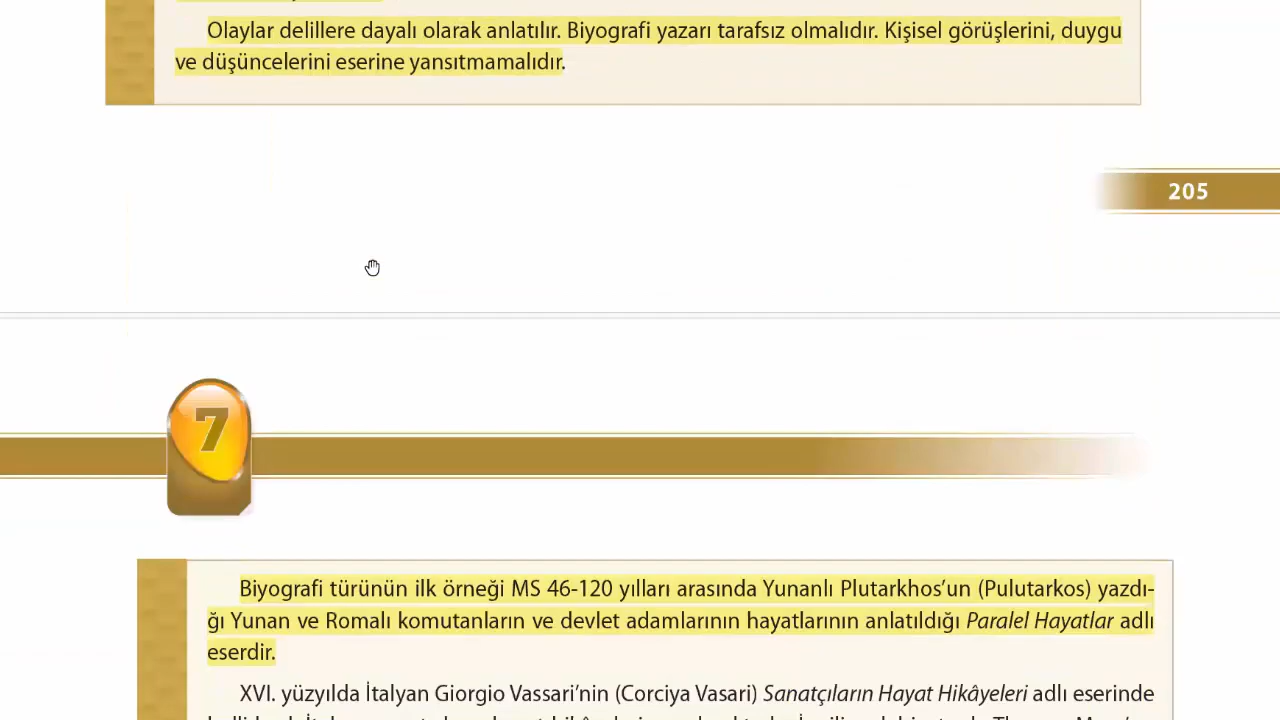 Olaylar delillere dayalı olarak anlatılır. Biyografi yazarı tarafsız olmalıdır. Kişisel görüşlerini, duygu
ve düşüncelerini eserine yansıtmamalıdır.
205
7
Biyografi türünün ilk örneği MS 46-120 yılları arasında Yunanlı Plutarkhos’un (Pulutarkos) yazdı-
ğı Yunan ve Romalı komutanların ve devlet adamlarının hayatlarının anlatıldığı Paralel Hayatlar adlı
eserdir.
XVI. yüzyılda İtalyan Giorgio Vassari’nin (Corciya Vasari) Sanatçıların Hayat Hikâyeleri adlı eserinde